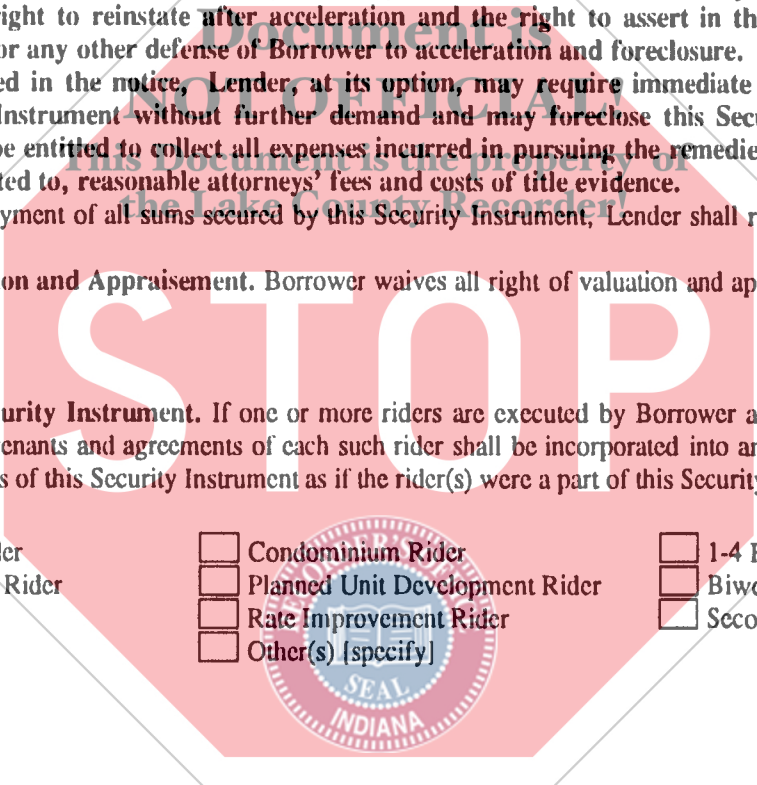 right to reinstate after acceleration and the right to assert in th
or any other defense of Borrower to acceleration and foreclosure.
Document is
ed in the notice, Lender, at its option, may require immediate
NOT OFFICIAL!
Instrument without further demand and may foreclose this Secu
be entitled to collect all expenses incurred in pursuing the remedie
This Document is the property of
ted to, reasonable attorneys' fees and costs of title evidence.
the Lake County Recorder!
yment of all sums secured by this Security Instrument, Lender shall r
on and Appraisement. Borrower waives all right of valuation and ap
STOP
urity Instrument. If one or more riders are executed by Borrower a
enants and agreements of each such rider shall be incorporated into an
s of this Security Instrument as if the rider(s) were a part of this Security
ler
Condominium Rider
1-4 F
Rider
Planned Unit Development Rider
Biwe
Rate Improvement Rider
Seco
Other(s) [specify]
SEAL
INDIANA